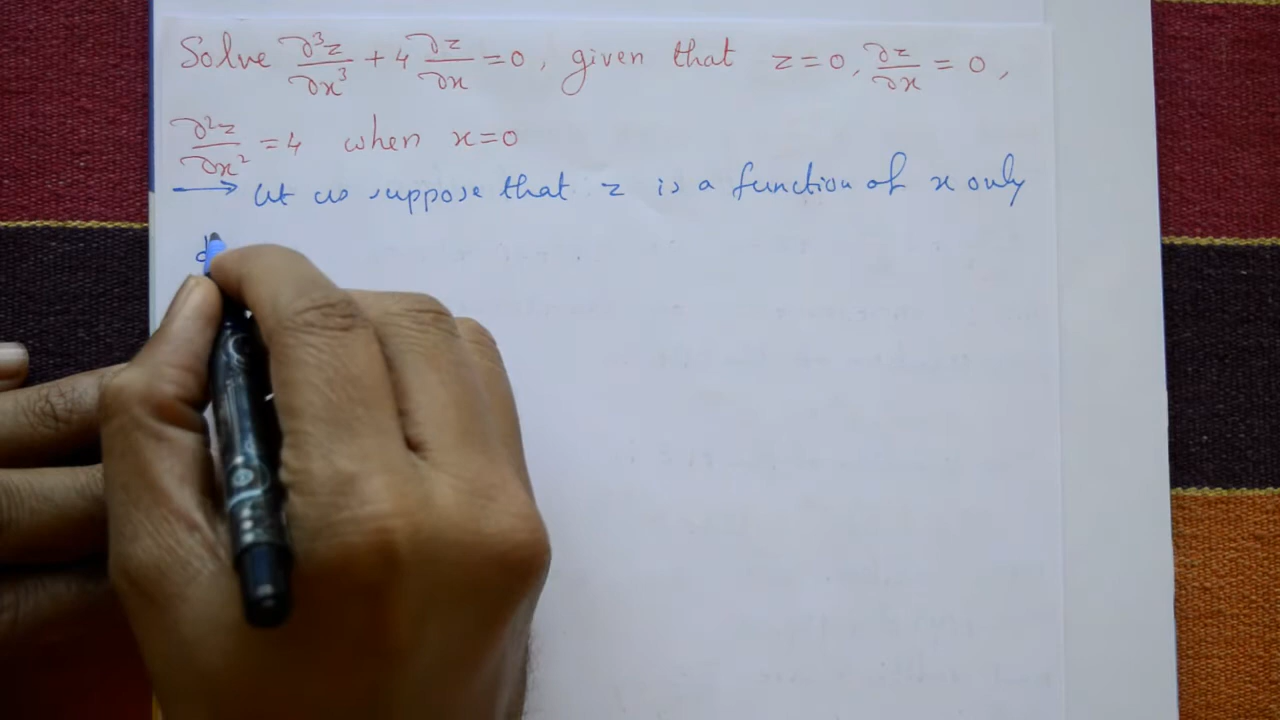 Solve ∂³z/∂x³ + 4 ∂z/∂x = 0, given that z = 0, ∂z/∂x = 0,
∂²z/∂x² = 4 when x = 0
→ let us suppose that z is a function of x only
d